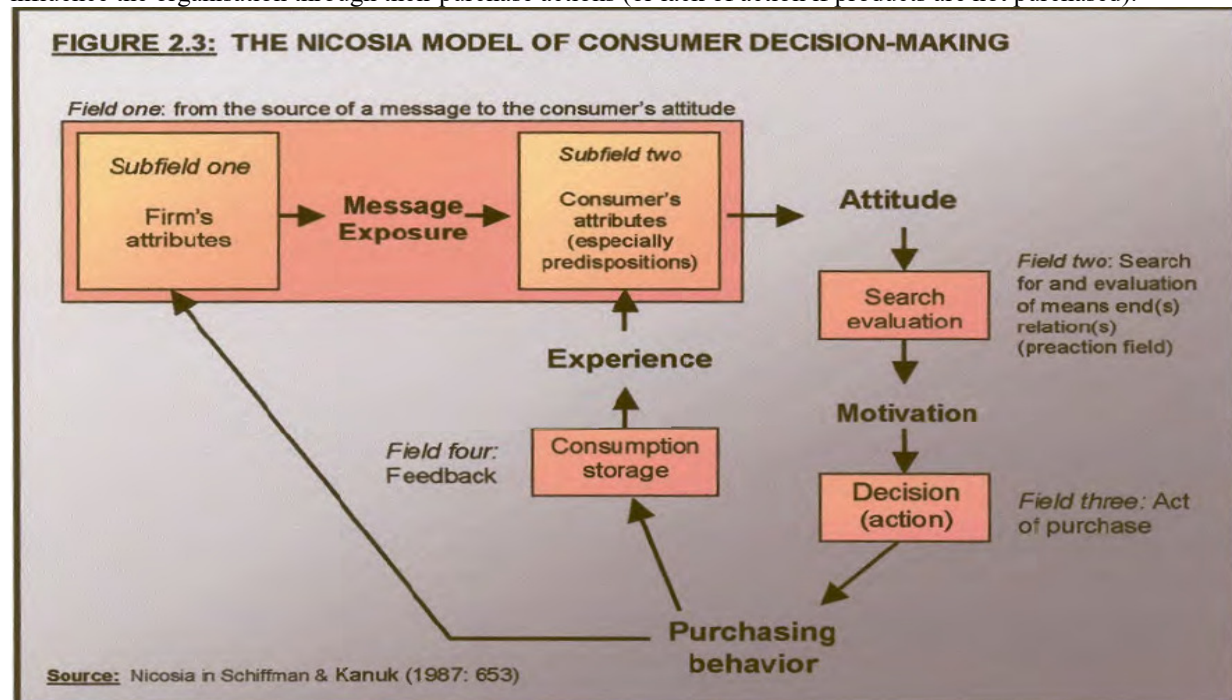 influence the organisation through their purchase actions (or lack of action if products are not purchased).
FIGURE 2.3: THE NICOSIA MODEL OF CONSUMER DECISION-MAKING
Field one: from the source of a message to the consumer's attitude
Subfield one
Firm's
attributes
Message
Exposure
Subfield two
Consumer's
attributes
(especially
predispositions)
Attitude
Search
evaluation
Field two: Search
for and evaluation
of means end(s)
relation(s)
(preaction field)
Motivation
Decision
(action)
Field three: Act
of purchase
Experience
Field four:
Feedback
Consumption
storage
Purchasing
behavior
Source: Nicosia in Schiffman & Kanuk (1987: 653)